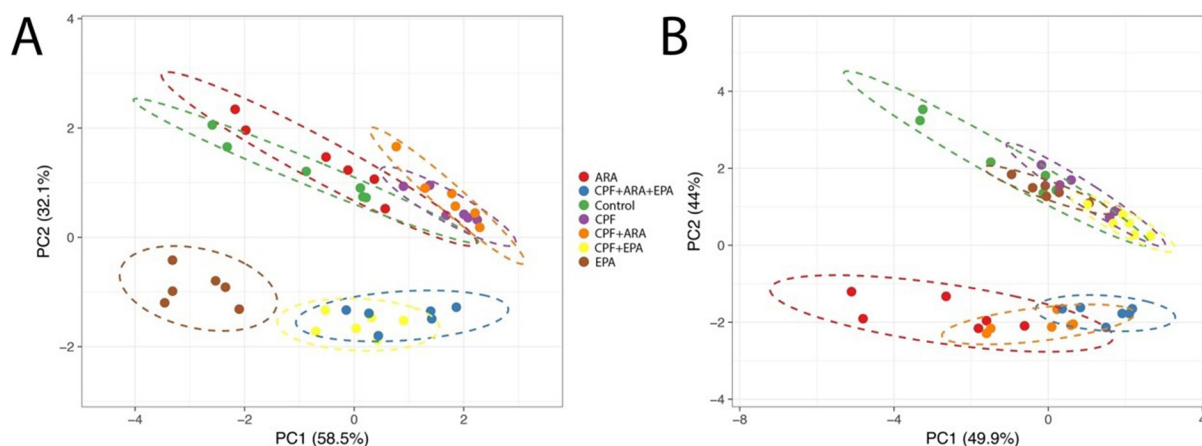 A
4
2
0
−2
−4
−2
0
2
PC2 (32.1%)
PC1 (58.5%)
ARA
CPF+ARA+EPA
Control
CPF
CPF+ARA
CPF+EPA
EPA
B
4
2
0
−2
−4
−8
−4
0
4
PC2 (44%)
PC1 (49.9%)